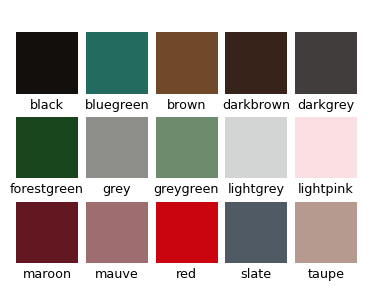 black bluegreen brown darkbrown darkgrey
forestgreen grey greygreen lightgrey lightpink
maroon mauve red slate taupe